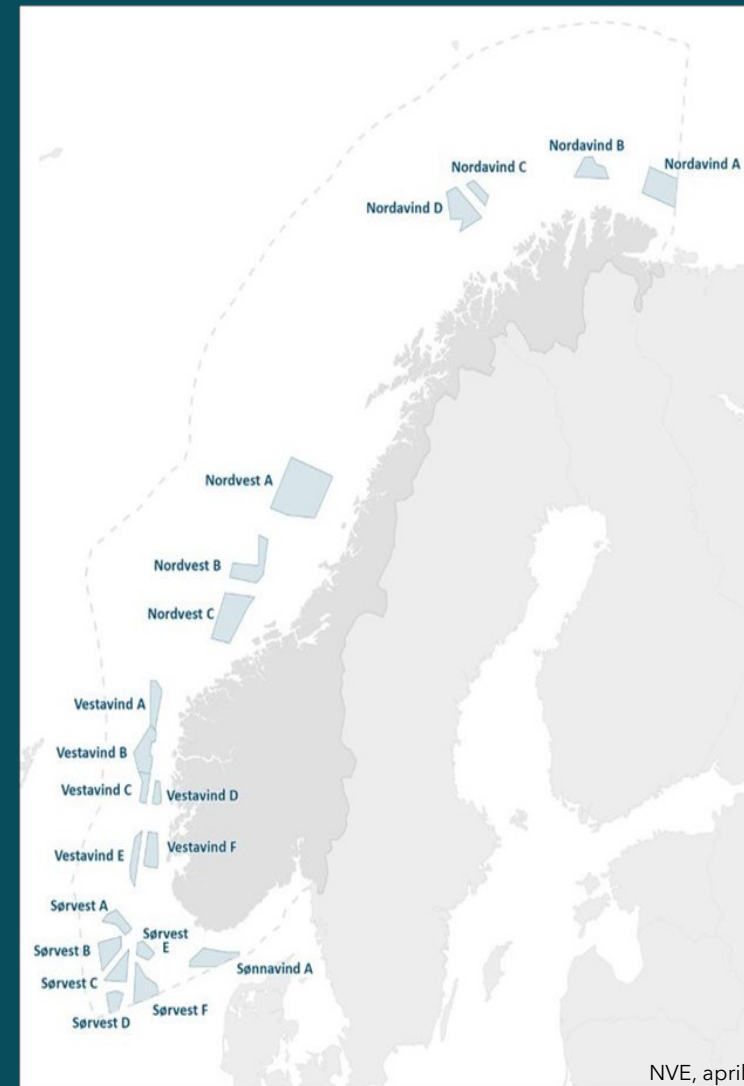 Nordavind B
Nordavind A
Nordavind C
Nordavind D
Nordvest A
Nordvest B
Nordvest C
Vestavind A
Vestavind B
Vestavind C
Vestavind D
Vestavind F
Vestavind E
Sørvest A
Sørvest
E
Sørvest B
Sønnavind A
Sørvest C
Sørvest F
Sørvest D
NVE, april